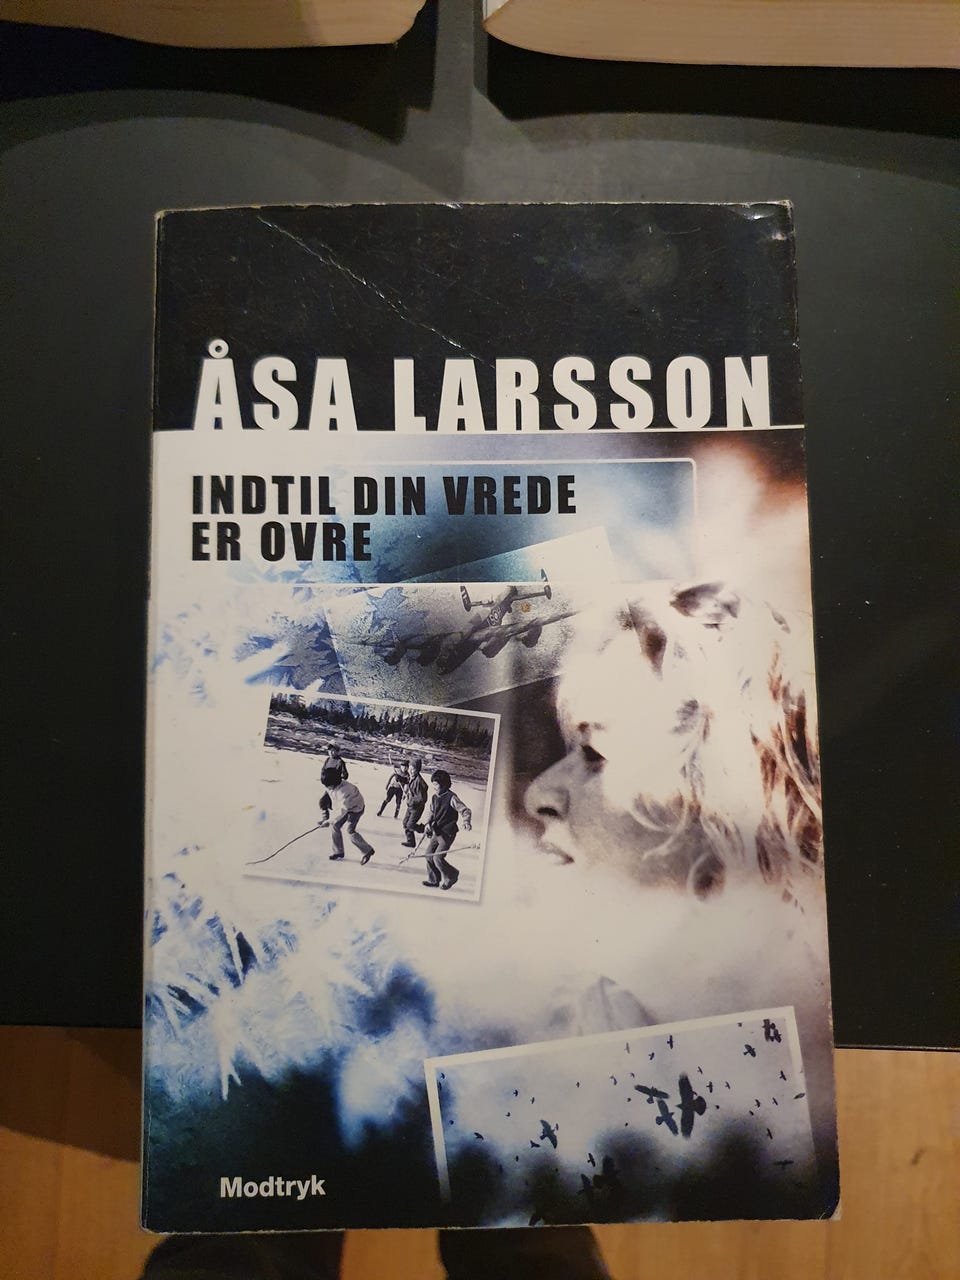 ÅSA LARSSON
INDTIL DIN VREDE
ER OVRE
Modtryk